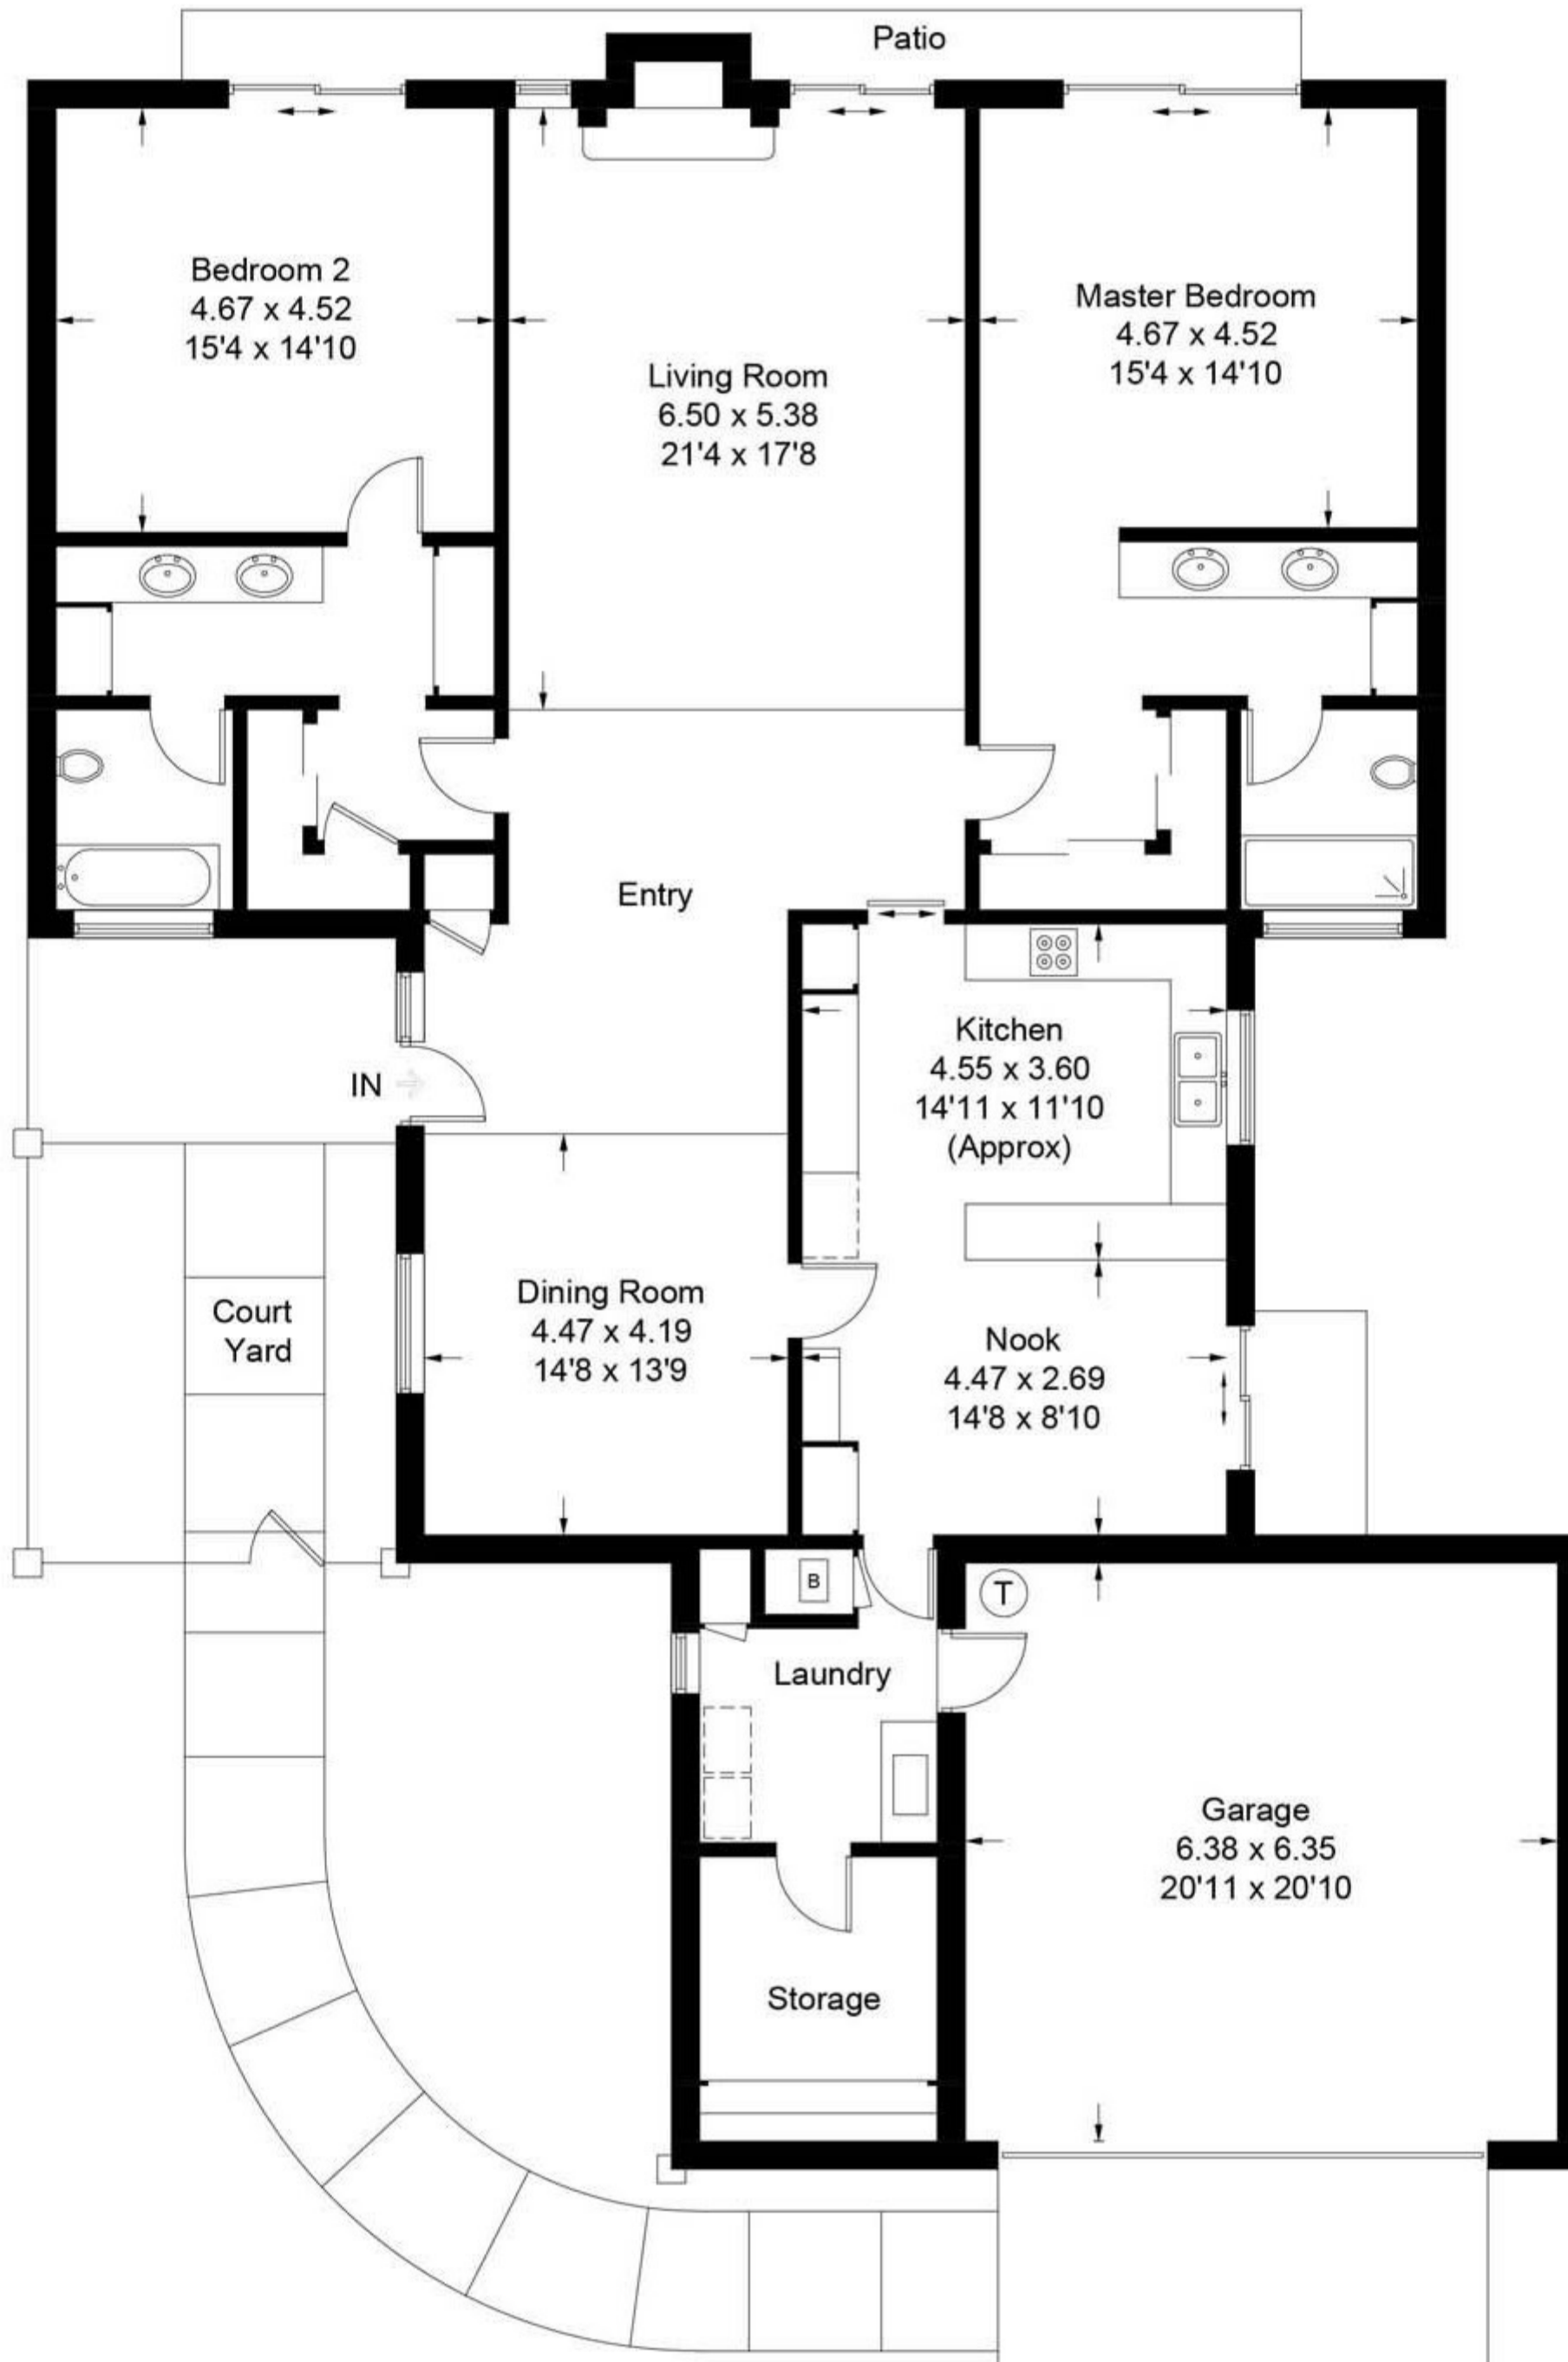 Patio
Bedroom 2
4.67 x 4.52
15'4 x 14'10
Master Bedroom
4.67 x 4.52
15'4 x 14'10
Living Room
6.50 x 5.38
21'4 x 17'8
Entry
Kitchen
4.55 x 3.60
14'11 x 11'10
(Approx)
IN
Court
Yard
Dining Room
4.47 x 4.19
14'8 x 13'9
Nook
4.47 x 2.69
14'8 x 8'10
B
T
Laundry
Garage
6.38 x 6.35
20'11 x 20'10
Storage